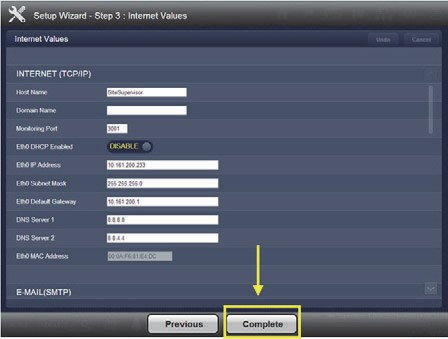 Setup Wizard - Step 3 : Internet Values
Internet Values
Undo
Cancel
INTERNET (TCP/IP)
Host Name
SiteSupervisor
Domain Name
Monitoring Port
3001
Eth0 DHCP Enabled
DISABLE
Eth0 IP Address
10.161.200.233
Eth0 Subnet Mask
255.255.255.0
Eth0 Default Gateway
10.161.200.1
DNS Server 1
8.8.8.8
DNS Server 2
8.8.4.4
Eth0 MAC Address
E-MAIL(SMTP)
Previous
Complete